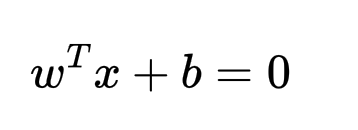 w^T x + b = 0